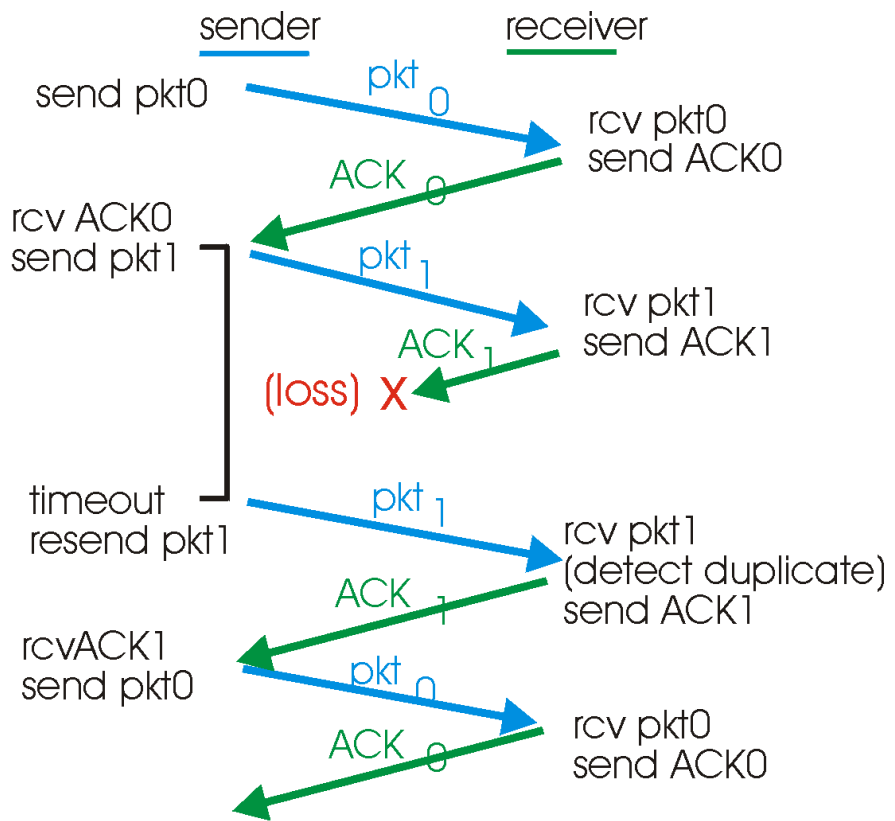 sender
receiver
send pkt0
pkt 0
rcv pkt0
send ACK0
ACK 0
rcv ACK0
send pkt1
pkt 1
rcv pkt1
send ACK1
ACK 1
(loss) X
timeout
resend pkt1
pkt 1
rcv pkt1
(detect duplicate)
send ACK1
ACK 1
rcvACK1
send pkt0
pkt 0
rcv pkt0
send ACK0
ACK 0